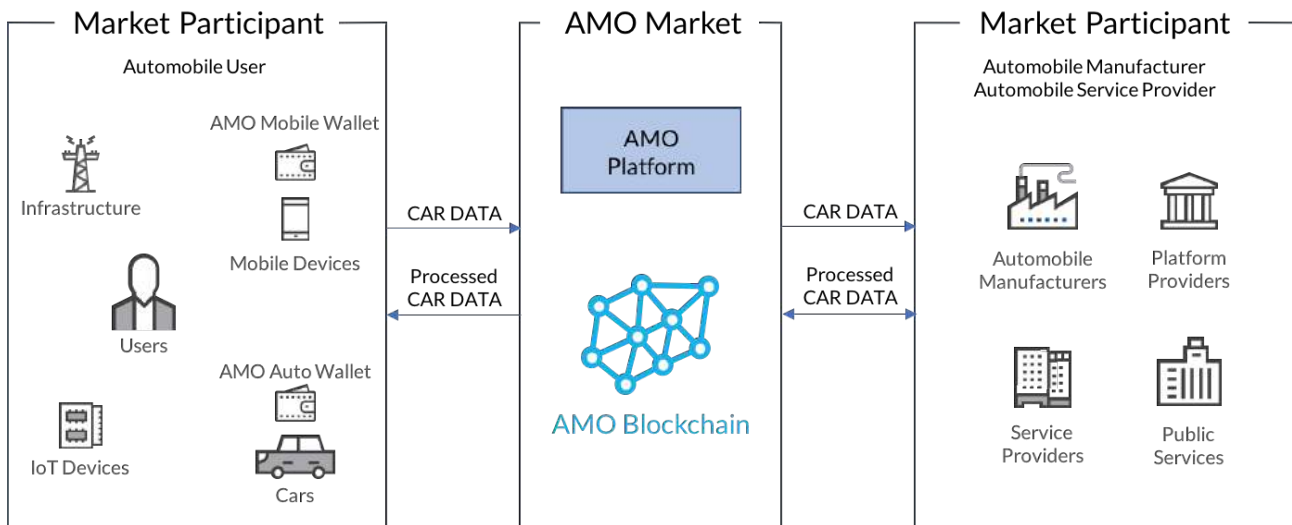 Market Participant
Automobile User
AMO Mobile Wallet
Infrastructure
Mobile Devices
Users
AMO Auto Wallet
IoT Devices
Cars
CAR DATA
Processed
CAR DATA
AMO Market
AMO
Platform
AMO Blockchain
CAR DATA
Processed
CAR DATA
Market Participant
Automobile Manufacturer
Automobile Service Provider
Automobile
Manufacturers
Platform
Providers
Service
Providers
Public
Services